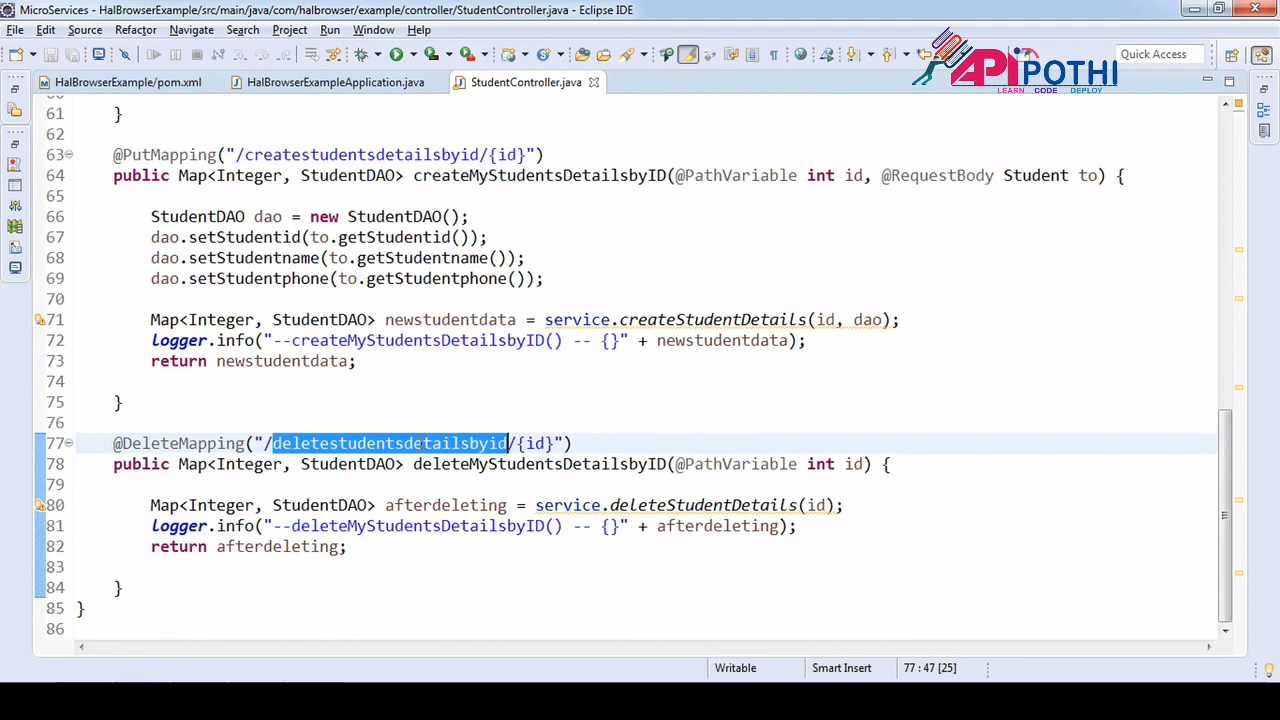 MicroServices - HalBrowserExample/src/main/java/com/halbrowser/example/controller/StudentController.java - Eclipse IDE
File Edit Source Refactor Navigate Search Project Run Window Help
Quick Access
APIPOTHI
LEARN CODE DEPLOY
HalBrowserExample/pom.xml HalBrowserExampleApplication.java StudentController.java
61 }
62
63 @PutMapping("/createstudentsdetailsbyid/{id}")
64 public Map<Integer, StudentDAO> createMyStudentsDetailsbyID(@PathVariable int id, @RequestBody Student to) {
65
66 StudentDAO dao = new StudentDAO();
67 dao.setStudentid(to.getStudentid());
68 dao.setStudentname(to.getStudentname());
69 dao.setStudentphone(to.getStudentphone());
70
71 Map<Integer, StudentDAO> newstudentdata = service.createStudentDetails(id, dao);
72 logger.info("--createMyStudentsDetailsbyID() -- {}" + newstudentdata);
73 return newstudentdata;
74
75 }
76
77 @DeleteMapping("/deletestudentsdetailsbyid/{id}")
78 public Map<Integer, StudentDAO> deleteMyStudentsDetailsbyID(@PathVariable int id) {
79
80 Map<Integer, StudentDAO> afterdeleting = service.deleteStudentDetails(id);
81 logger.info("--deleteMyStudentsDetailsbyID() -- {}" + afterdeleting);
82 return afterdeleting;
83
84 }
85 }
86
Writable Smart Insert 77 : 47 [25]